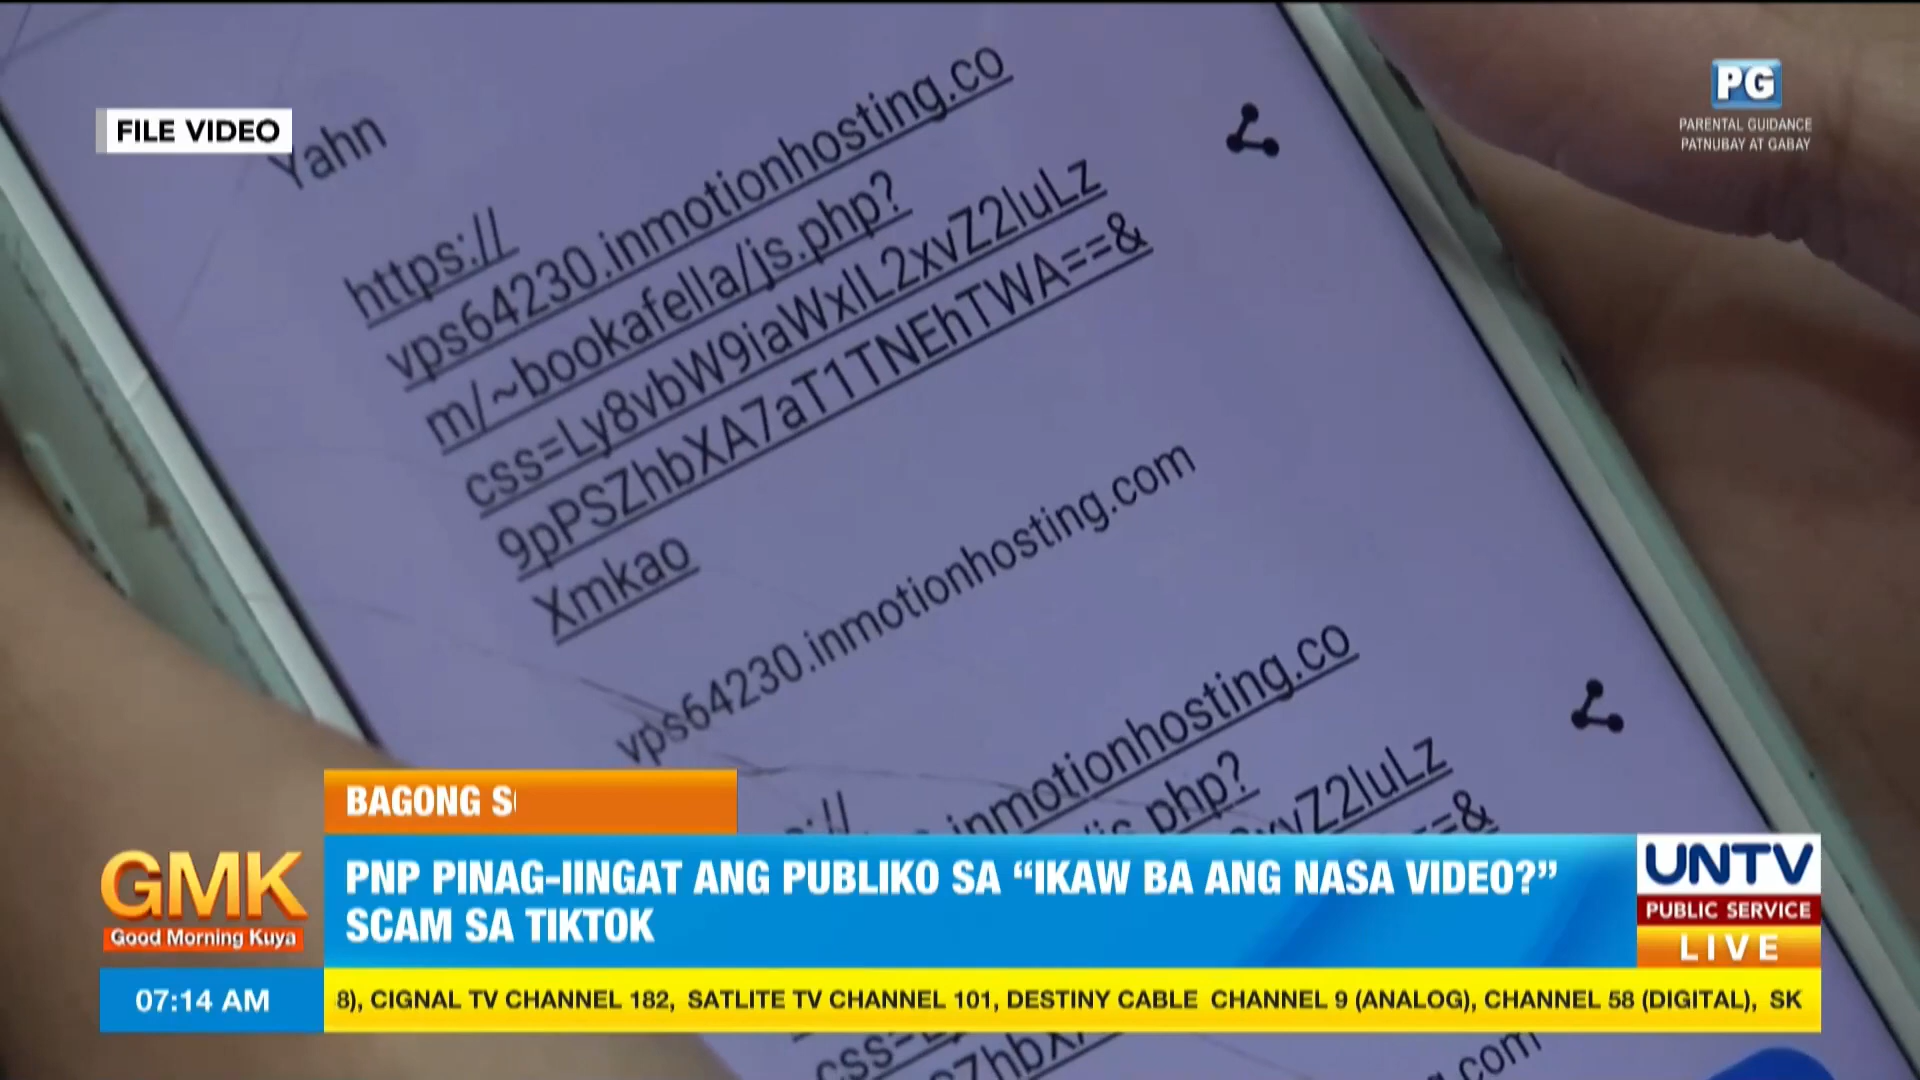 FILE VIDEO
PG
PARENTAL GUIDANCE
PATNUBAY AT GABAY
Yahn
https://
vps64230.inmotionhosting.co
m/~bookafella/js.php?
css=Ly8vbW9iaWxlL2xvZ2luLz
9pPSZhbXA7aT1TNEhTWA==&
Xmkao
vps64230.inmotionhosting.com
://
.inmotionhosting.co
php?
xvZ2luLz
==&
BAGONG S
PNP PINAG-IINGAT ANG PUBLIKO SA “IKAW BA ANG NASA VIDEO?”
SCAM SA TIKTOK
GMK
Good Morning Kuya
UNTV
PUBLIC SERVICE
LIVE
07:14 AM
8), CIGNAL TV CHANNEL 182, SATLITE TV CHANNEL 101, DESTINY CABLE CHANNEL 9 (ANALOG), CHANNEL 58 (DIGITAL), SK
css=
.com